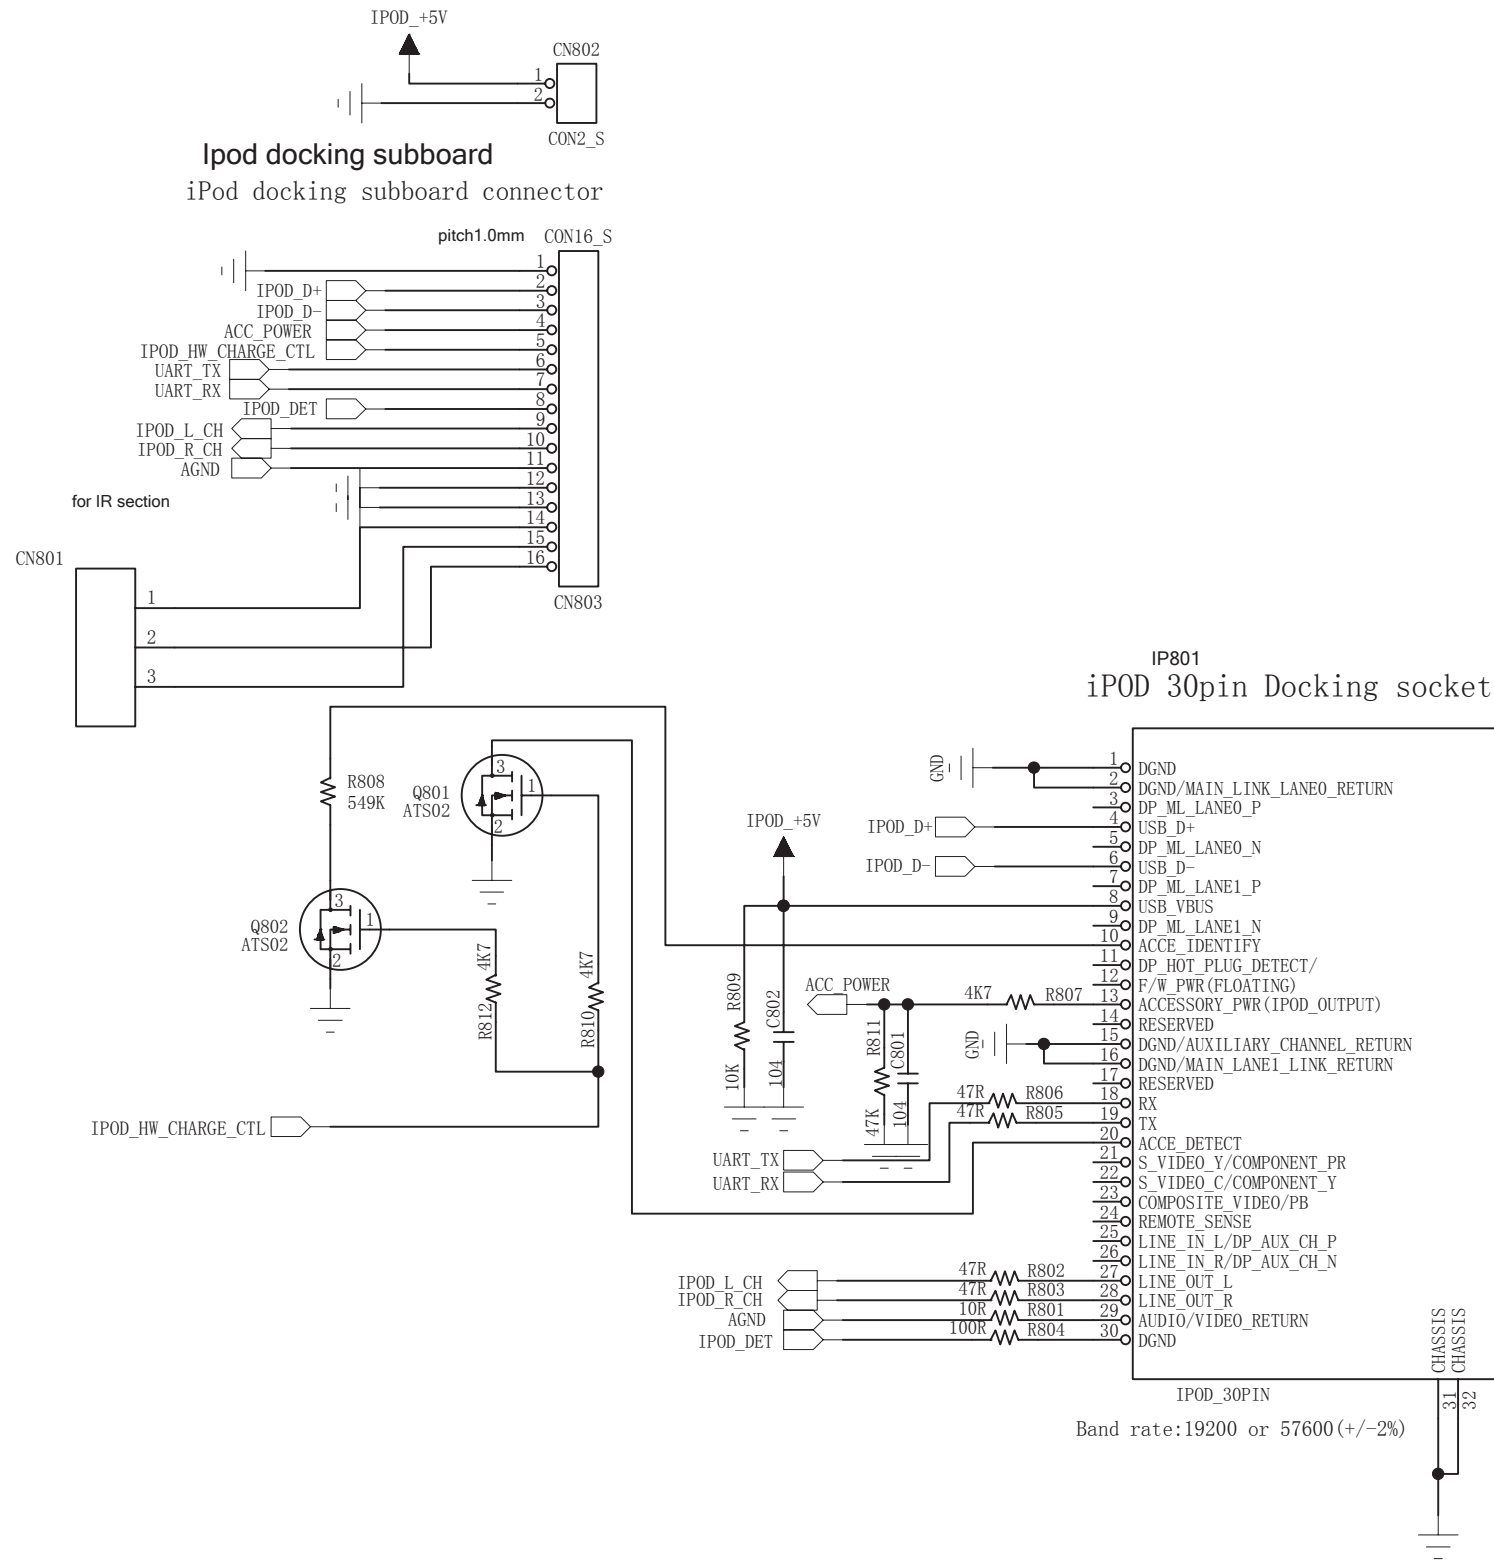 IPOD_+5V
CN802
1
2
CON2_S
Ipod docking subboard
iPod docking subboard connector
pitch1.0mm CON16_S
1
IPOD_D+ 2
IPOD_D- 3
ACC_POWER 4
IPOD_HW_CHARGE_CTL 5
UART_TX 6
UART_RX 7
IPOD_DET 8
IPOD_L_CH 9
IPOD_R_CH 10
AGND 11
12
for IR section 13
14
15
16
CN801
CN803
1
2
3
IP801
iPOD 30pin Docking socket
R808
549K
Q801
ATS02
3
1
2
Q802
ATS02
3
1
2
4K7
R812
4K7
R810
IPOD_HW_CHARGE_CTL
IPOD_+5V
R809
10K
C802
104
ACC_POWER
R811
47K
C801
104
GND
1 DGND
2 DGND/MAIN_LINK_LANE0_RETURN
3 DP_ML_LANE0_P
IPOD_D+ 4 USB_D+
5 DP_ML_LANE0_N
IPOD_D- 6 USB_D-
7 DP_ML_LANE1_P
8 USB_VBUS
9 DP_ML_LANE1_N
10 ACCE_IDENTIFY
11 DP_HOT_PLUG_DETECT/
12 F/W_PWR(FLOATING)
4K7 R807 13 ACCESSORY_PWR(IPOD_OUTPUT)
14 RESERVED
GND 15 DGND/AUXILIARY_CHANNEL_RETURN
16 DGND/MAIN_LANE1_LINK_RETURN
17 RESERVED
47R R806 18 RX
47R R805 19 TX
20 ACCE_DETECT
UART_TX 21 S_VIDEO_Y/COMPONENT_PR
UART_RX 22 S_VIDEO_C/COMPONENT_Y
23 COMPOSITE_VIDEO/PB
24 REMOTE_SENSE
25 LINE_IN_L/DP_AUX_CH_P
26 LINE_IN_R/DP_AUX_CH_N
IPOD_L_CH 47R R802 27 LINE_OUT_L
IPOD_R_CH 47R R803 28 LINE_OUT_R
AGND 10R R801 29 AUDIO/VIDEO_RETURN
IPOD_DET 100R R804 30 DGND
CHASSIS
CHASSIS
31
32
IPOD_30PIN
Band rate:19200 or 57600(+/-2%)